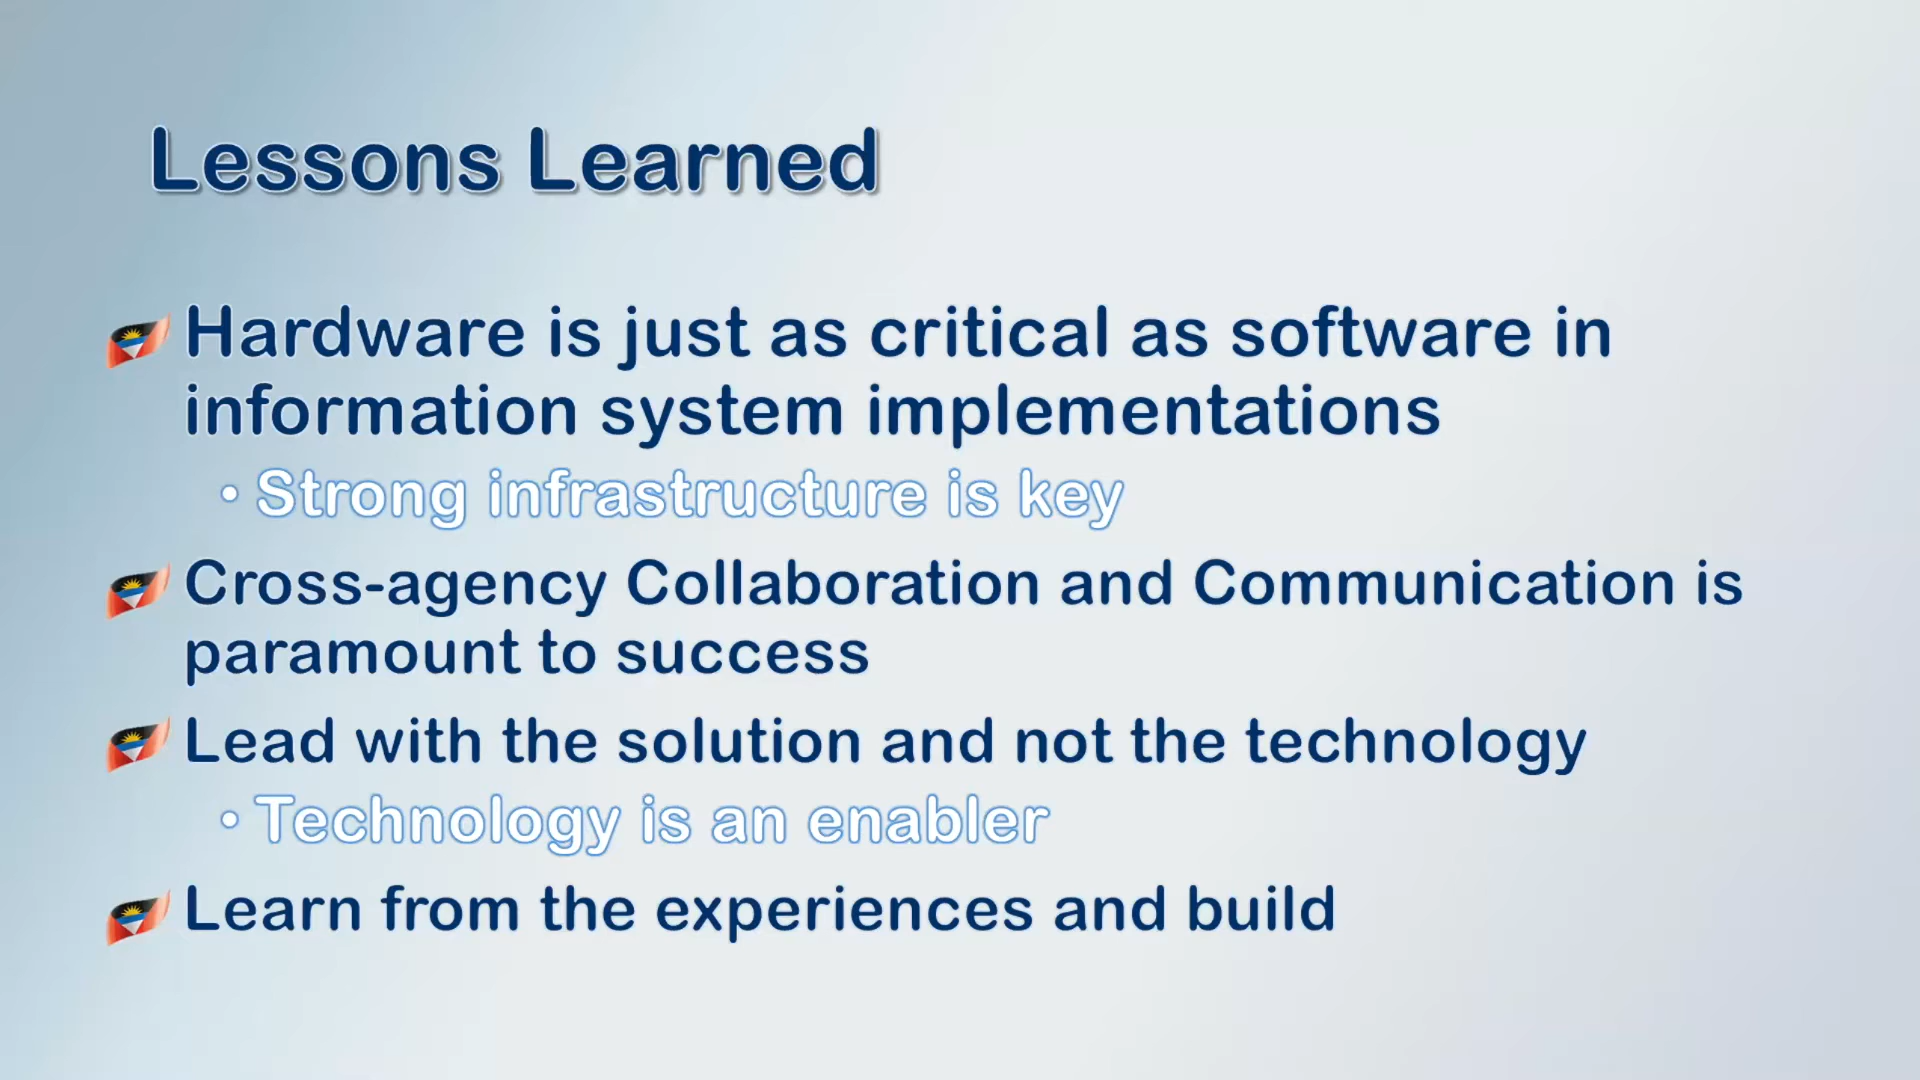 Lessons Learned
Hardware is just as critical as software in
information system implementations
• Strong infrastructure is key
Cross-agency Collaboration and Communication is
paramount to success
Lead with the solution and not the technology
• Technology is an enabler
Learn from the experiences and build